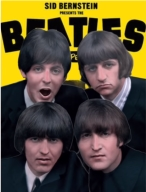 SID BERNSTEIN
PRESENTS THE
BEATLES